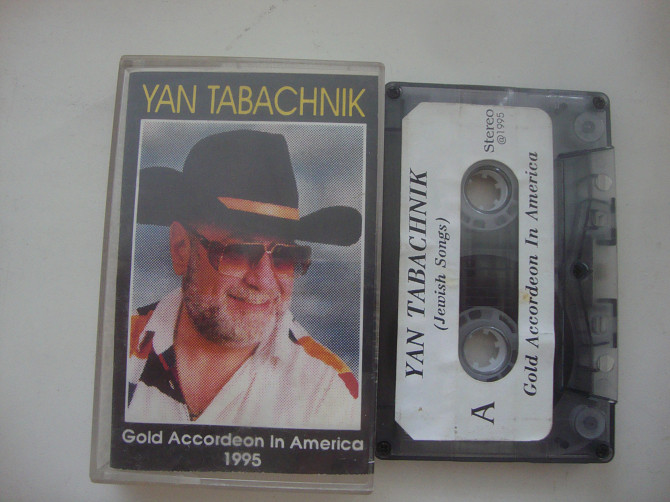 YAN TABACHNIK
Gold Accordeon In America
1995
YAN TABACHNIK
(Jewish Songs)
A
Stereo
@1995
Gold Accordeon In America